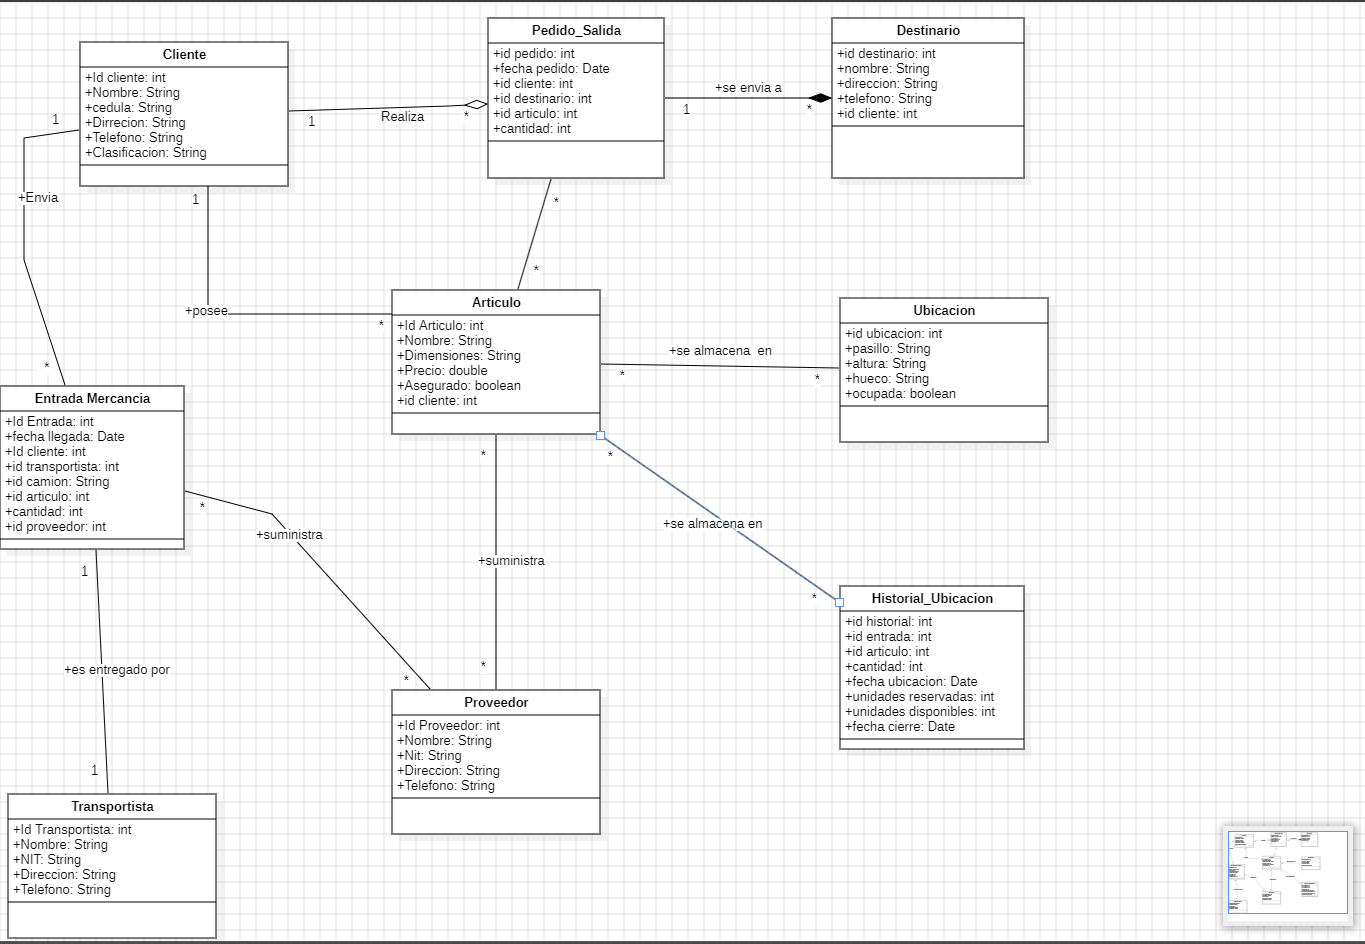 Cliente
+Id cliente: int
+Nombre: String
+cedula: String
+Dirrecion: String
+Telefono: String
+Clasificacion: String
Pedido_Salida
+id pedido: int
+fecha pedido: Date
+id cliente: int
+id destinario: int
+id articulo: int
+cantidad: int
Destinario
+id destinario: int
+nombre: String
+direccion: String
+telefono: String
+id cliente: int
1
Realiza
*
1
+se envia a
*
1
+Envia
*
1
+posee
*
*
*
Articulo
+Id Articulo: int
+Nombre: String
+Dimensiones: String
+Precio: double
+Asegurado: boolean
+id cliente: int
*
+se almacena en
*
Ubicacion
+id ubicacion: int
+pasillo: String
+altura: String
+hueco: String
+ocupada: boolean
Entrada Mercancia
+Id Entrada: int
+fecha llegada: Date
+Id cliente: int
+id transportista: int
+id camion: String
+id articulo: int
+cantidad: int
+id proveedor: int
*
+suministra
*
*
+suministra
*
*
+se almacena en
*
Historial_Ubicacion
+id historial: int
+id entrada: int
+id articulo: int
+cantidad: int
+fecha ubicacion: Date
+unidades reservadas: int
+unidades disponibles: int
+fecha cierre: Date
1
+es entregado por
1
Proveedor
+Id Proveedor: int
+Nombre: String
+Nit: String
+Direccion: String
+Telefono: String
Transportista
+Id Transportista: int
+Nombre: String
+NIT: String
+Direccion: String
+Telefono: String